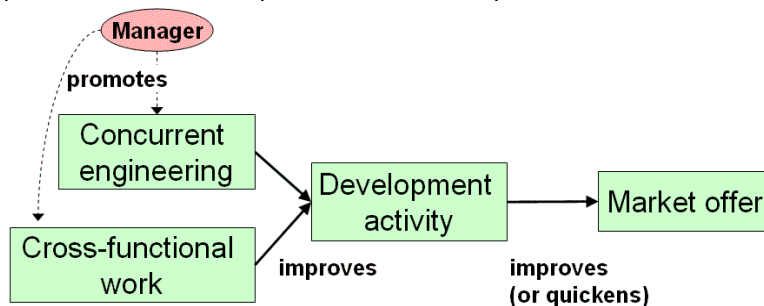 Manager
promotes
Concurrent
engineering
Development
activity
Market offer
Cross-functional
work
improves
improves
(or quickens)